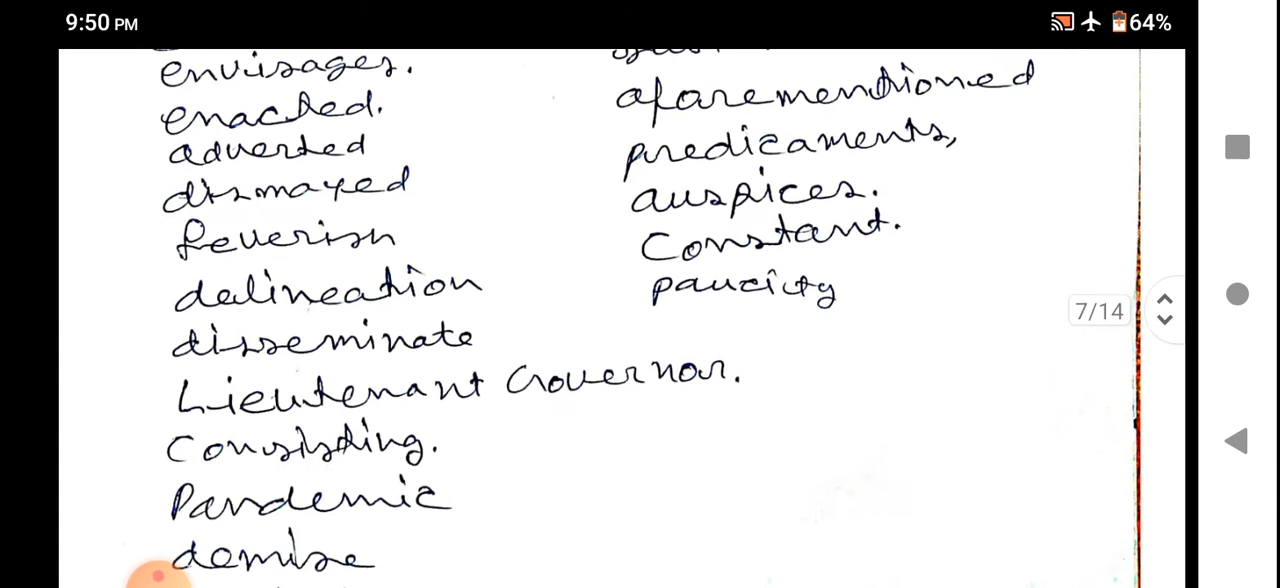 9:50 PM
64%
envisages.
enacted.
adverted
dismayed
feverish
delineation
disseminate
Lieutenant Governor.
Consisting.
Pandemic
demise
aforementioned
predicaments,
auspices.
Constant.
paucity
7/14